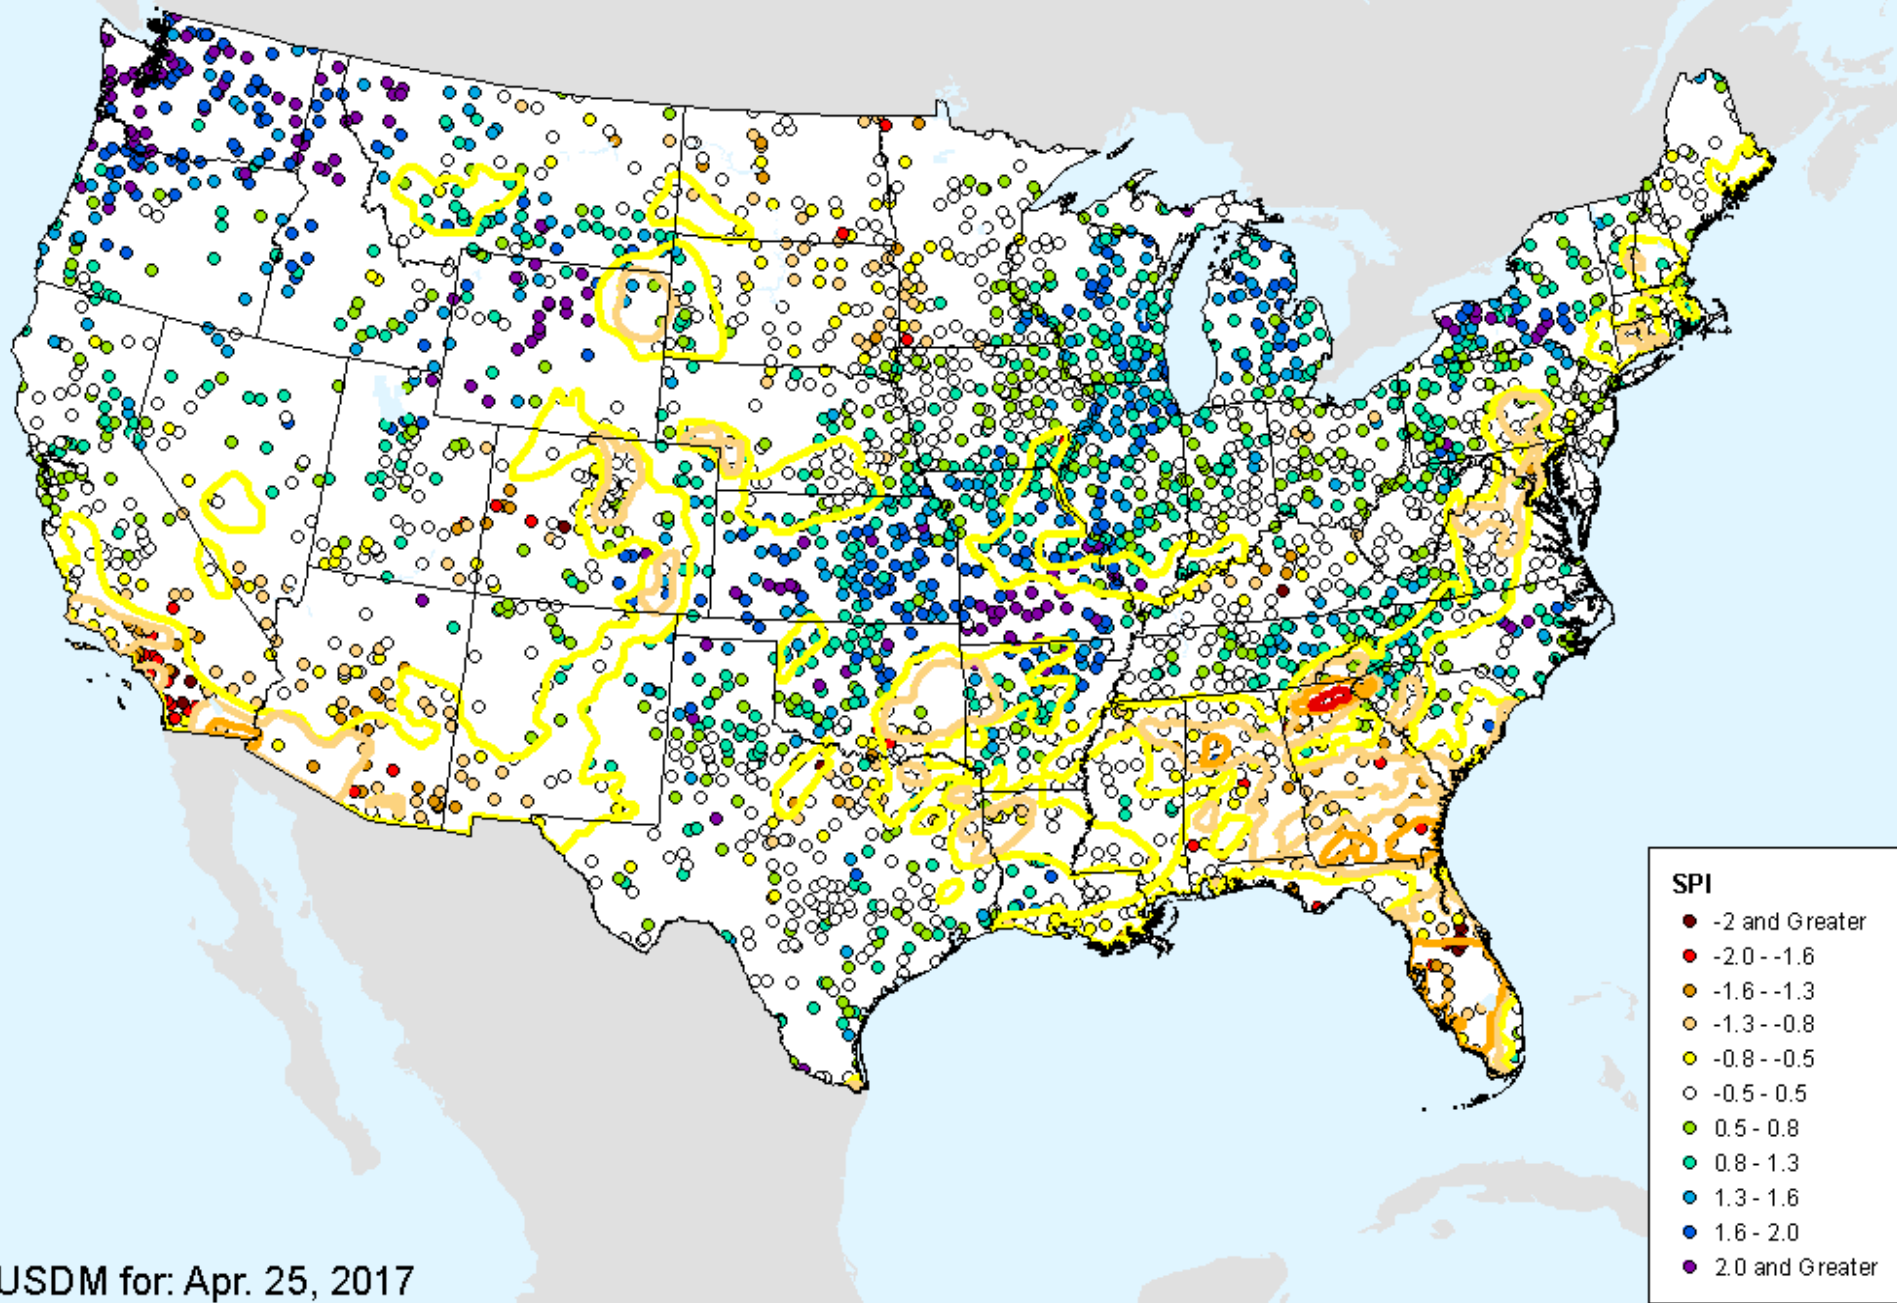 SPI
-2 and Greater
-2.0 - -1.6
-1.6 - -1.3
-1.3 - -0.8
-0.8 - -0.5
-0.5 - 0.5
0.5 - 0.8
0.8 - 1.3
1.3 - 1.6
1.6 - 2.0
2.0 and Greater
USDM for: Apr. 25, 2017